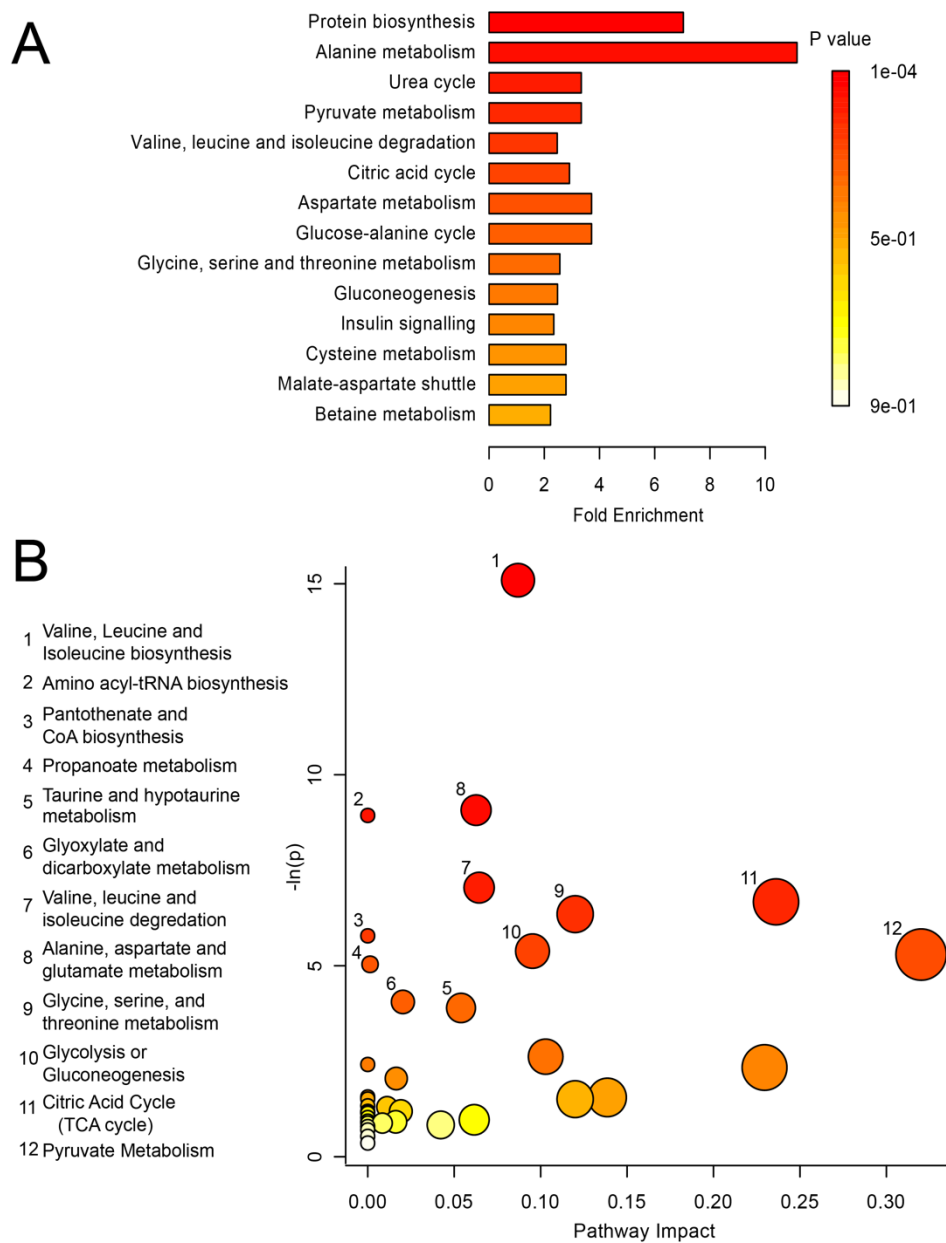 A
Protein biosynthesis
Alanine metabolism
Urea cycle
Pyruvate metabolism
Valine, leucine and isoleucine degradation
Citric acid cycle
Aspartate metabolism
Glucose-alanine cycle
Glycine, serine and threonine metabolism
Gluconeogenesis
Insulin signalling
Cysteine metabolism
Malate-aspartate shuttle
Betaine metabolism
0 2 4 6 8 10
Fold Enrichment
P value
1e-04
5e-01
9e-01
B
1 Valine, Leucine and
Isoleucine biosynthesis
2 Amino acyl-tRNA biosynthesis
3 Pantothenate and
CoA biosynthesis
4 Propanoate metabolism
5 Taurine and hypotaurine
metabolism
6 Glyoxylate and
dicarboxylate metabolism
7 Valine, leucine and
isoleucine degredation
8 Alanine, aspartate and
glutamate metabolism
9 Glycine, serine, and
threonine metabolism
10 Glycolysis or
Gluconeogenesis
11 Citric Acid Cycle
(TCA cycle)
12 Pyruvate Metabolism
-ln(p)
15
10
5
0
1
2
8
7
9
11
3
10
12
4
6
5
0.00 0.05 0.10 0.15 0.20 0.25 0.30
Pathway Impact